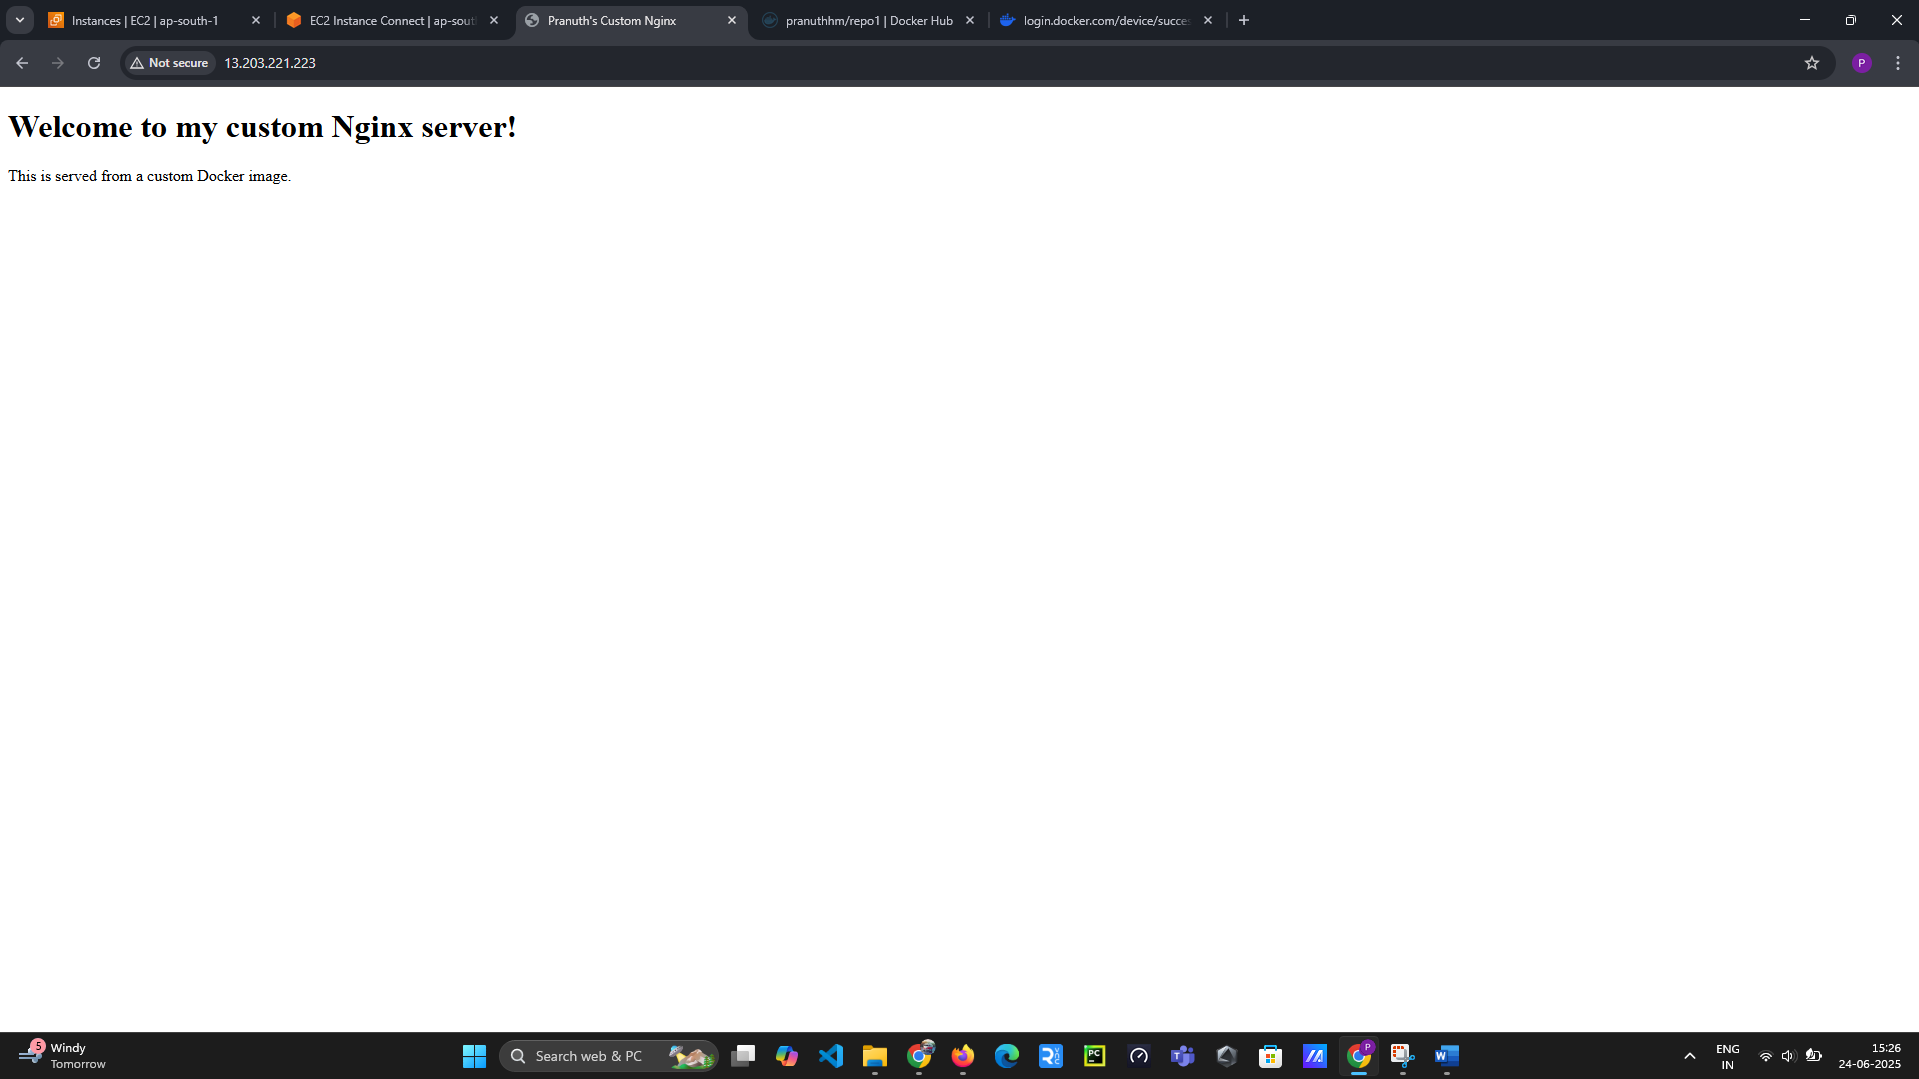 Instances | EC2 | ap-south-1
EC2 Instance Connect | ap-sout
Pranuth's Custom Nginx
pranuthhm/repo1 | Docker Hub
login.docker.com/device/succe
Not secure
13.203.221.223
P
Welcome to my custom Nginx server!
This is served from a custom Docker image.
5
Windy
Tomorrow
Search web & PC
PC
P
W
ENG
IN
15:26
24-06-2025